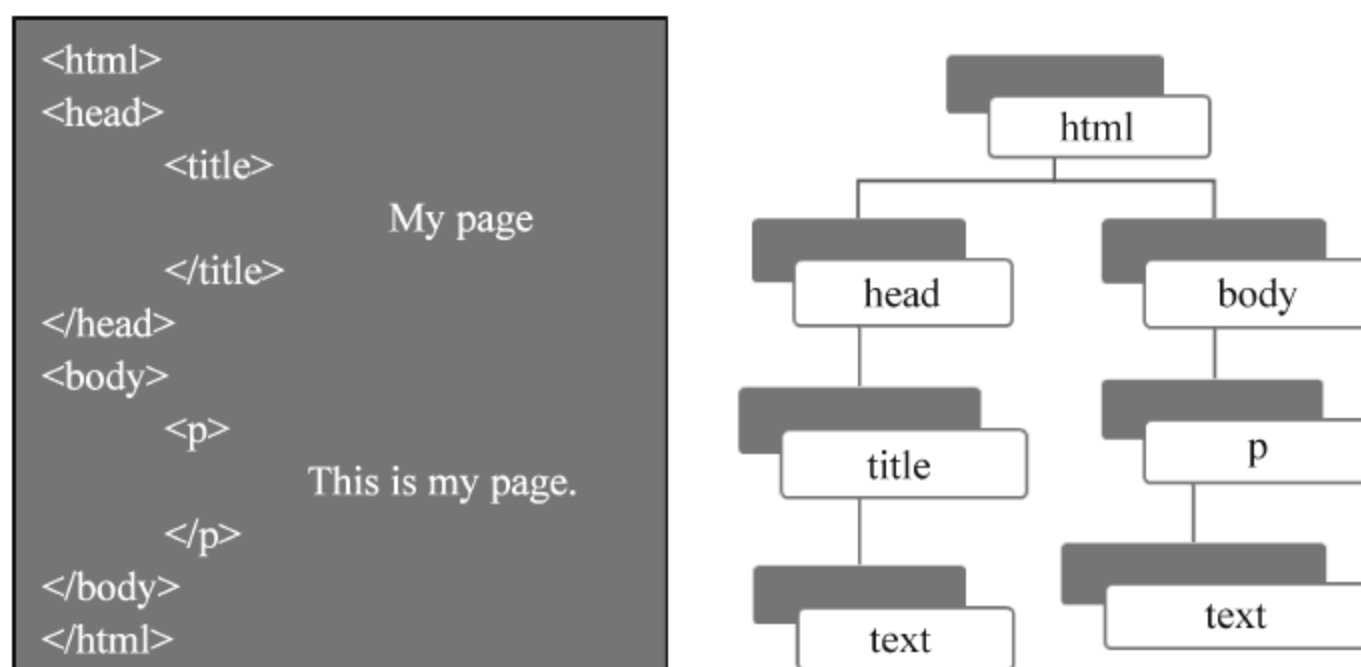 <html>
<head>
<title>
My page
</title>
</head>
<body>
<p>
This is my page.
</p>
</body>
</html>
html
head
body
title
p
text
text